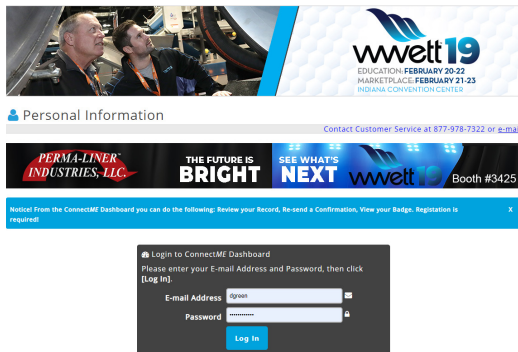 wwett19
EDUCATION: FEBRUARY 20-22
MARKETPLACE: FEBRUARY 21-23
INDIANA CONVENTION CENTER
Personal Information
Contact Customer Service at 877-978-7322 or e-mai
PERMA-LINER™
INDUSTRIES, LLC.
THE FUTURE IS
BRIGHT
SEE WHAT'S
NEXT
wwett19
Booth #3425
Notice! From the ConnectME Dashboard you can do the following: Review your Record, Re-send a Confirmation, View your Badge. Registation is
required!
X
Login to ConnectME Dashboard
Please enter your E-mail Address and Password, then click
[Log In].
E-mail Address
dgreen
Password
Log In